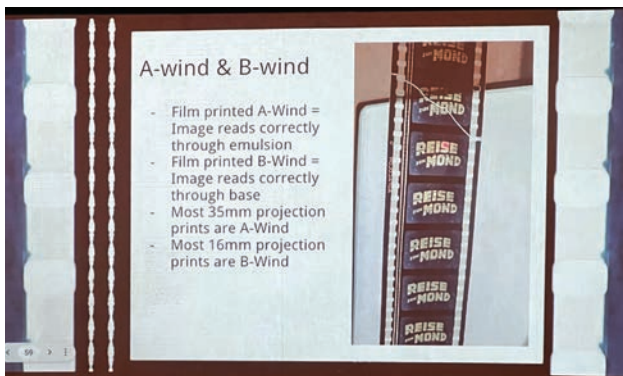 A-wind & B-wind
- Film printed A-Wind =
Image reads correctly
through emulsion
- Film printed B-Wind =
Image reads correctly
through base
- Most 35mm projection
prints are A-Wind
- Most 16mm projection
prints are B-Wind
MOND
MOND
REISE
MOND
REISE
MOND
REISE
MOND
REISE
MOND
REISE
MOND
< 59 >